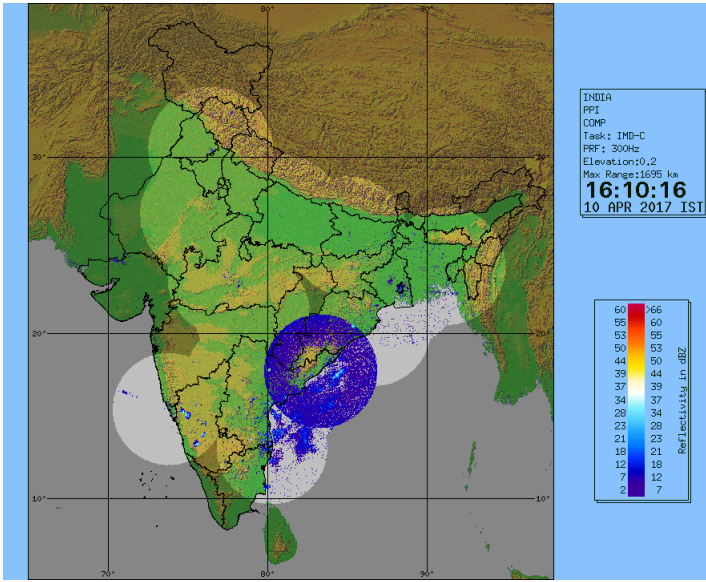 70° 80° 90°
30° 30°
20° 20°
10° 10°
70° 80° 90°
INDIA
PPI
COMP
Task: IMD-C
PRF: 300Hz
Elevation:0.2
Max Range:1695 km
16:10:16
10 APR 2017 IST
60 >66
55 55
53 53
50 50
44 44
39 39
37 37
34 34
28 28
23 23
21 21
18 18
12 12
7 7
2 7
Reflectivity in dBZ